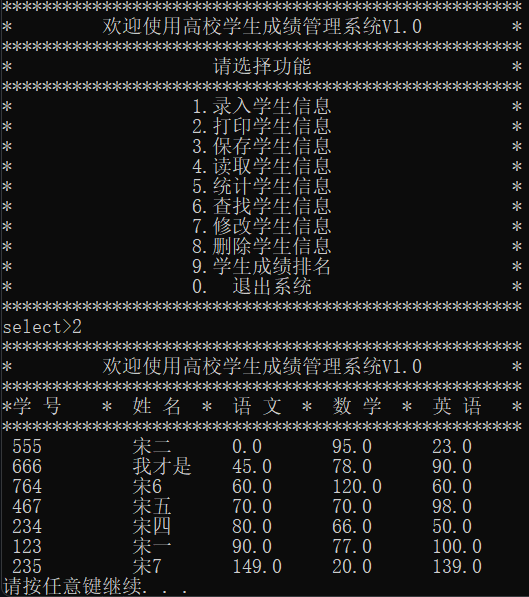 ****************************************************
* 欢迎使用高校学生成绩管理系统V1.0 *
****************************************************
* 请选择功能 *
****************************************************
* 1.录入学生信息 *
* 2.打印学生信息 *
* 3.保存学生信息 *
* 4.读取学生信息 *
* 5.统计学生信息 *
* 6.查找学生信息 *
* 7.修改学生信息 *
* 8.删除学生信息 *
* 9.学生成绩排名 *
* 0. 退出系统 *
****************************************************
select>2
****************************************************
* 欢迎使用高校学生成绩管理系统V1.0 *
****************************************************
*学 号 * 姓 名 * 语 文 * 数 学 * 英 语 *
****************************************************
555 宋二 0.0 95.0 23.0
666 我才是 45.0 78.0 90.0
764 宋6 60.0 120.0 60.0
467 宋五 70.0 70.0 98.0
234 宋四 80.0 66.0 50.0
123 宋一 90.0 77.0 100.0
235 宋7 149.0 20.0 139.0
请按任意键继续. . .